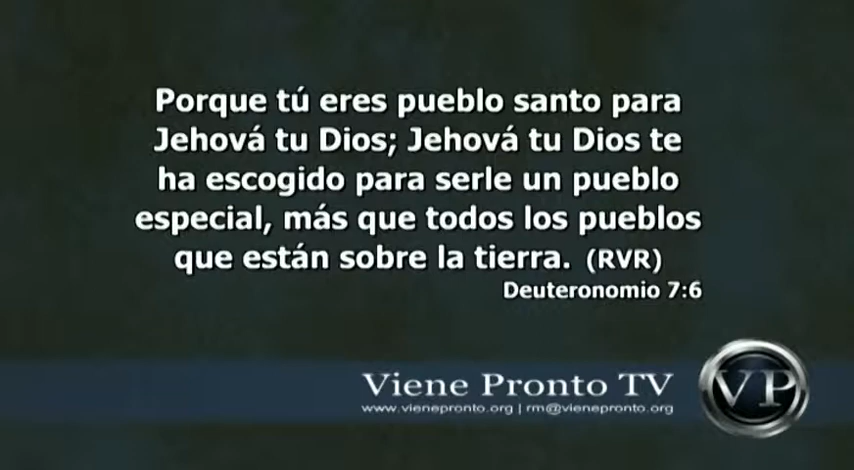 Porque tú eres pueblo santo para
Jehová tu Dios; Jehová tu Dios te
ha escogido para serle un pueblo
especial, más que todos los pueblos
que están sobre la tierra. (RVR)
Deuteronomio 7:6
Viene Pronto TV
www.vienepronto.org | rm@vienepronto.org
VP